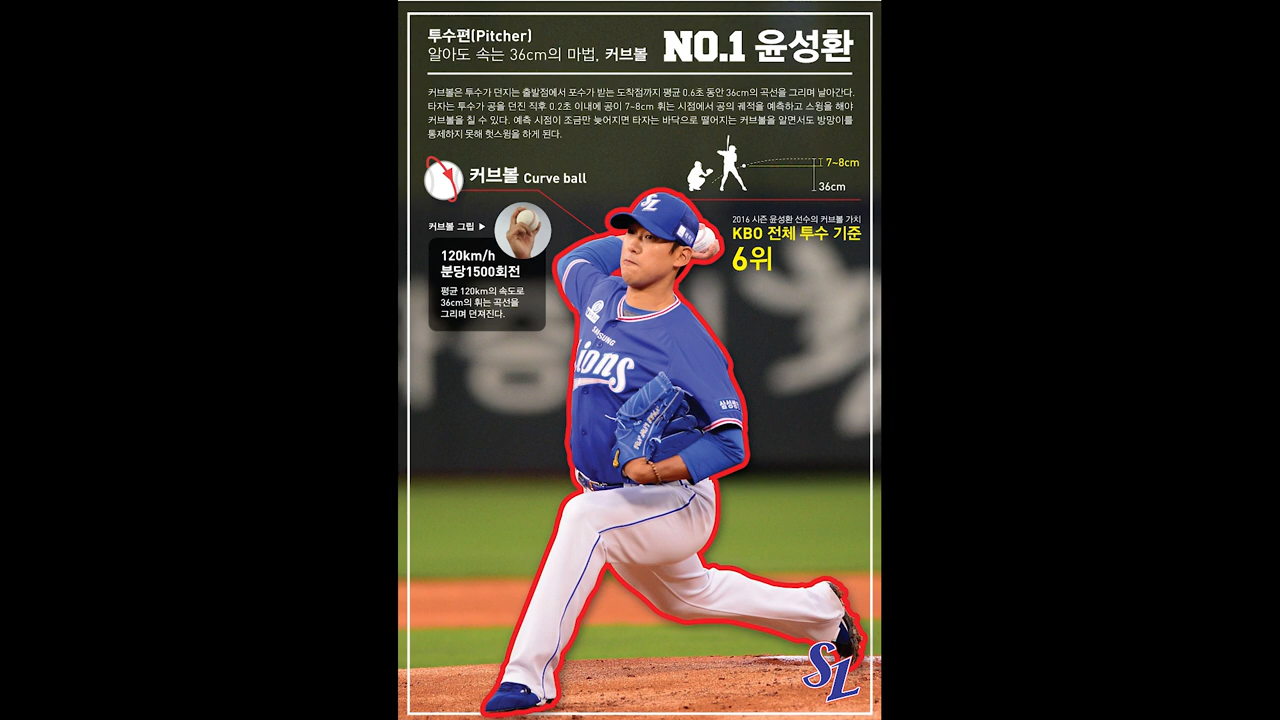 투수편(Pitcher)
알아도 속는 36cm의 마법, 커브볼
NO.1 윤성환
커브볼은 투수가 던지는 출발점에서 포수가 받는 도착점까지 평균 0.6초 동안 36cm의 곡선을 그리며 날아간다.
타자는 투수가 공을 던진 직후 0.2초 이내에 공이 7~8cm 휘는 시점에서 공의 궤적을 예측하고 스윙을 해야
커브볼을 칠 수 있다. 예측 시점이 조금만 늦어지면 타자는 바닥으로 떨어지는 커브볼을 알면서도 방망이를
통제하지 못해 헛스윙을 하게 된다.
커브볼 Curve ball
7~8cm
36cm
커브볼 그립 ▶
120km/h
분당1500회전
평균 120km의 속도로
36cm의 휘는 곡선을
그리며 던져진다.
2016 시즌 윤성환 선수의 커브볼 가치
KBO 전체 투수 기준
6위
SL
SAMSUNG
lions
SL